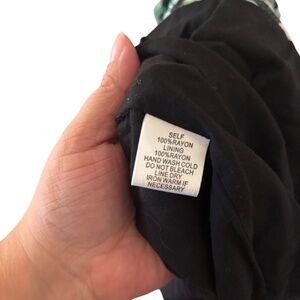 SELF
100%RAYON
LINING
100%RAYON
HAND WASH COLD
DO NOT BLEACH
LINE DRY
IRON WARM IF
NECESSARY